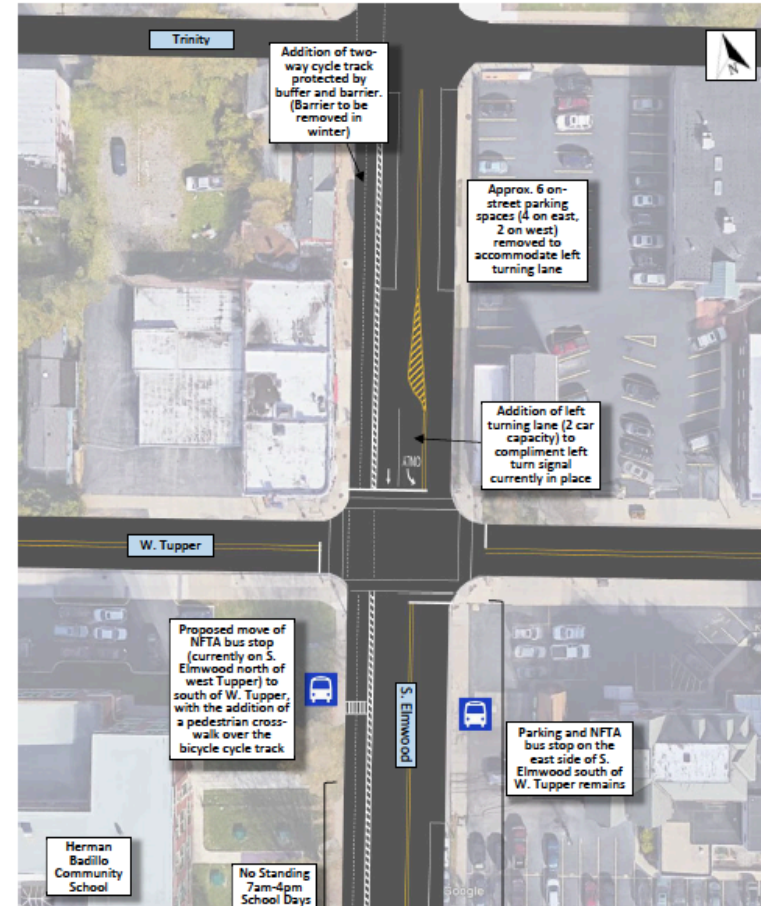 Trinity
Addition of two-
way cycle track
protected by
buffer and barrier.
(Barrier to be
removed in
winter)
N
Approx. 6 on-
street parking
spaces (4 on east,
2 on west)
removed to
accommodate left
turning lane
Addition of left
turning lane (2 car
capacity) to
compliment left
turn signal
currently in place
ONLY
W. Tupper
Proposed move of
NFTA bus stop
(currently on S.
Elmwood north of
west Tupper) to
south of W. Tupper,
with the addition of
a pedestrian cross-
walk over the
bicycle cycle track
S. Elmwood
Parking and NFTA
bus stop on the
east side of S.
Elmwood south of
W. Tupper remains
Herman
Badillo
Community
School
No Standing
7am-4pm
School Days
Google